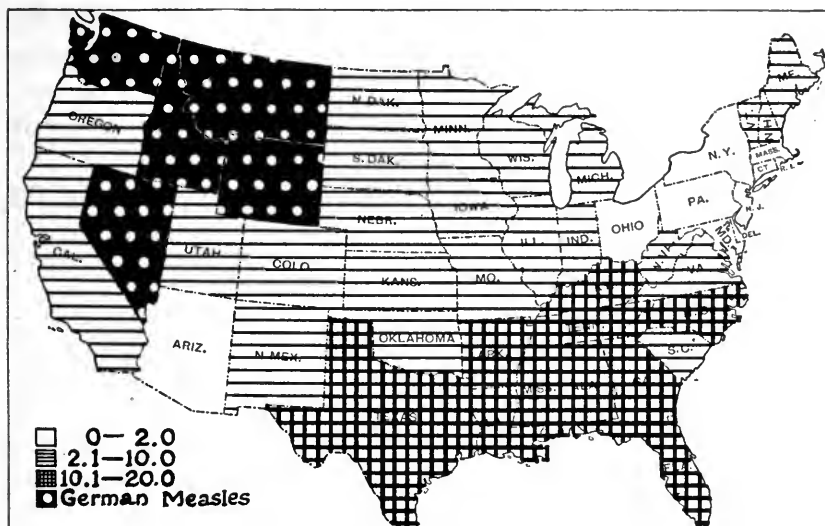 ME.
N. DAK.
OREGON
MINN.
N.Y.
MASS.
WIS.
CT.
R. I.
S. DAK.
MICH.
PA.
N. J.
IOWA
NEBR.
OHIO
ILL.
IND.
DEL.
CAL.
UTAH
COLO.
W. VA.
VA.
KANS.
MO.
ARIZ.
N. MEX.
OKLAHOMA
ARK.
S.C.
TEXAS
FLA.
0—2.0
2.1—10.0
10.1—20.0
German Measles